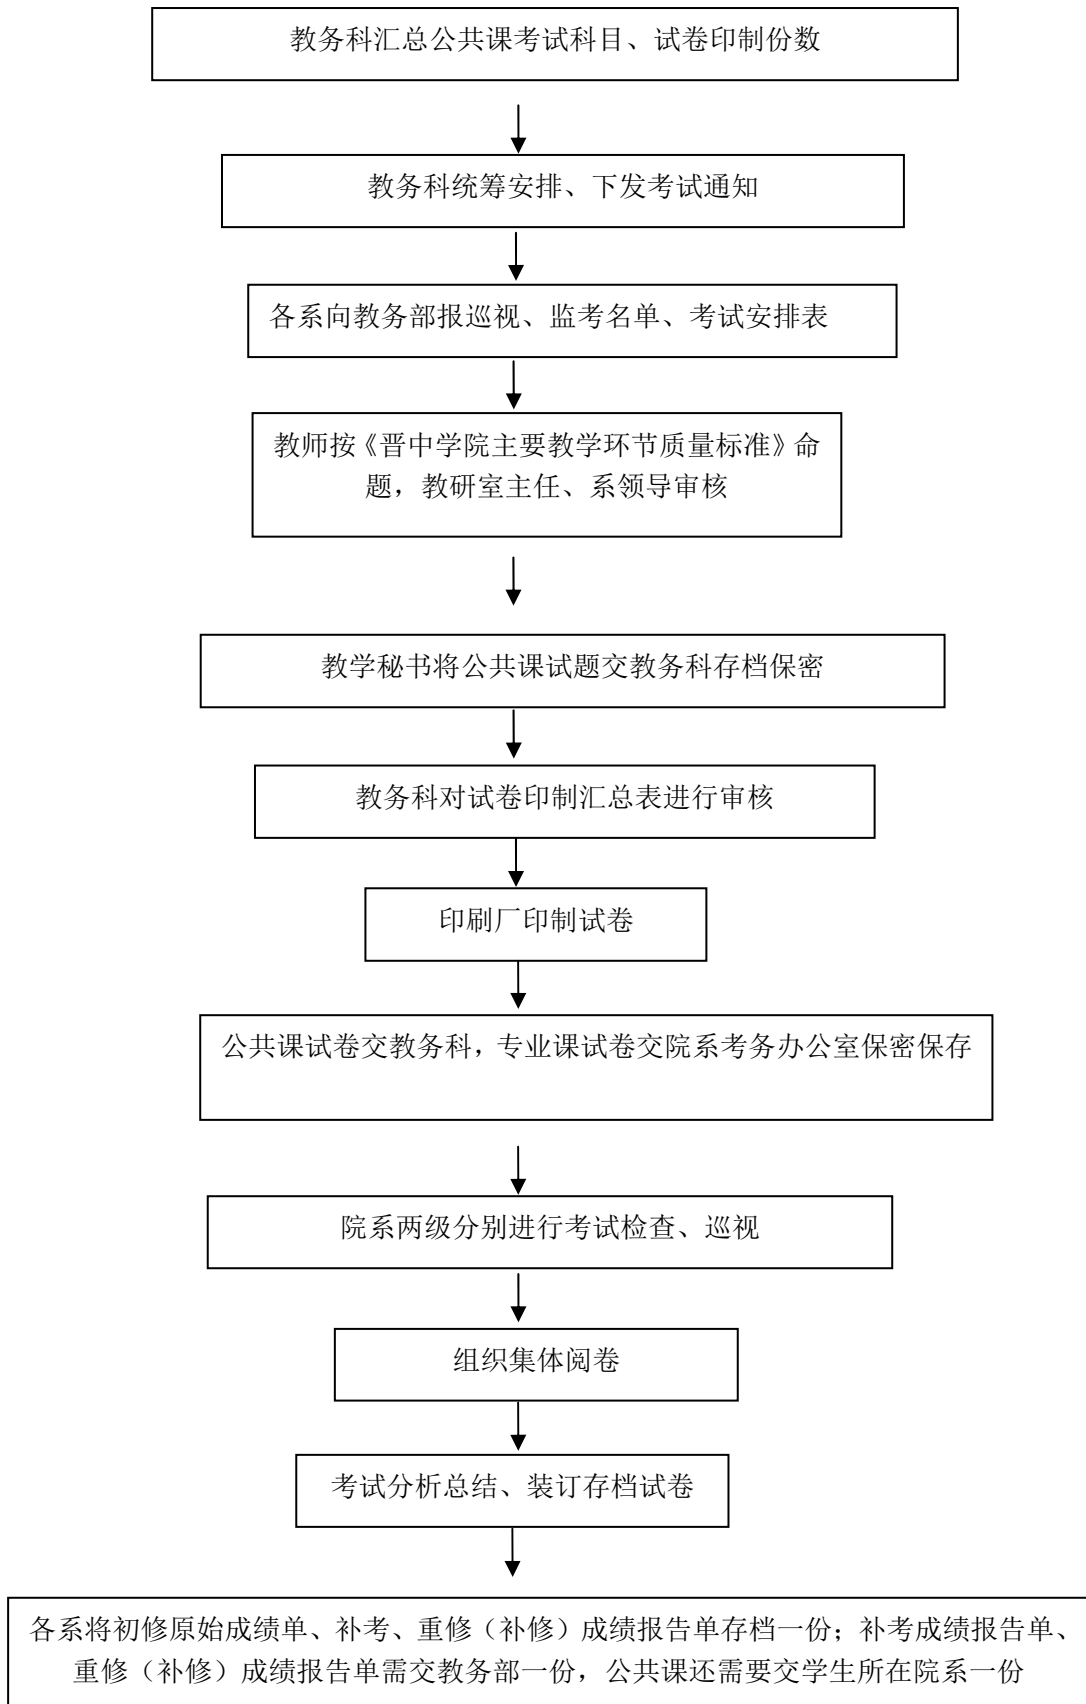 教务科汇总公共课考试科目、试卷印制份数
教务科统筹安排、下发考试通知
各系向教务部报巡视、监考名单、考试安排表
教师按《晋中学院主要教学环节质量标准》命
题，教研室主任、系领导审核
教学秘书将公共课试题交教务科存档保密
教务科对试卷印制汇总表进行审核
印刷厂印制试卷
公共课试卷交教务科，专业课试卷交院系考务办公室保密保存
院系两级分别进行考试检查、巡视
组织集体阅卷
考试分析总结、装订存档试卷
各系将初修原始成绩单、补考、重修（补修）成绩报告单存档一份；补考成绩报告单、
重修（补修）成绩报告单需交教务部一份，公共课还需要交学生所在院系一份